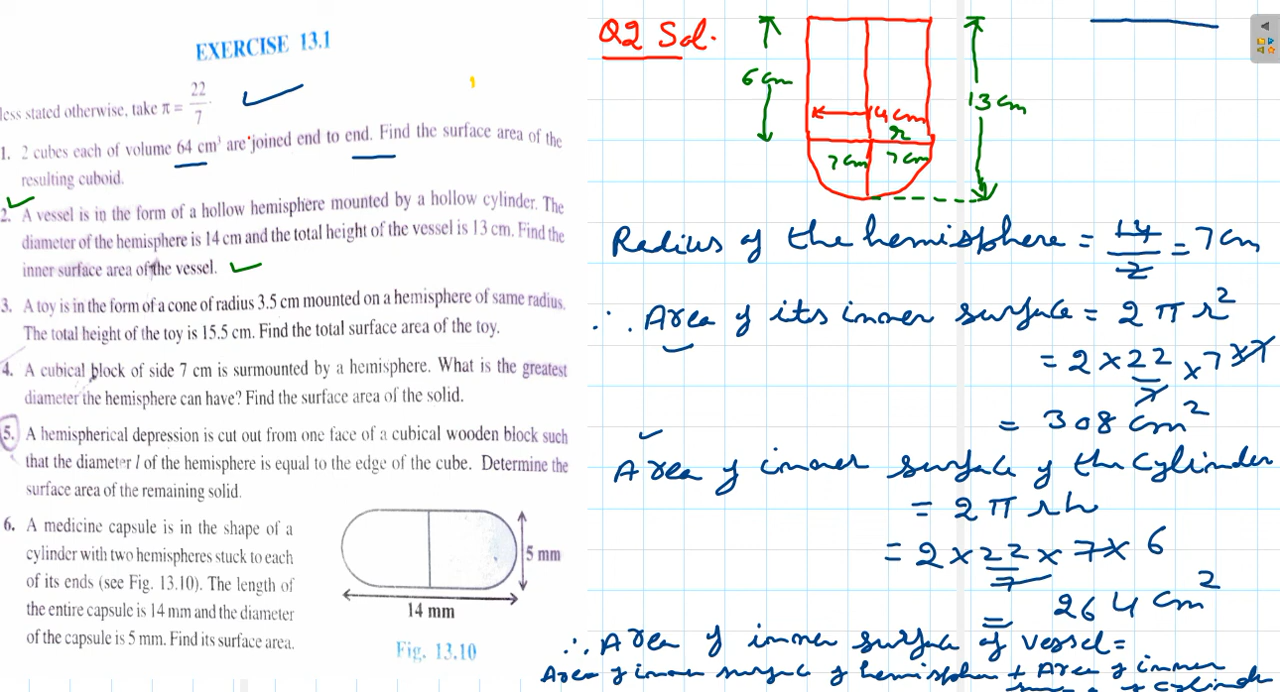 EXERCISE 13.1
less stated otherwise, take π = 22/7.
1. 2 cubes each of volume 64 cm³ are joined end to end. Find the surface area of the
resulting cuboid.
2. A vessel is in the form of a hollow hemisphere mounted by a hollow cylinder. The
diameter of the hemisphere is 14 cm and the total height of the vessel is 13 cm. Find the
inner surface area of the vessel.
3. A toy is in the form of a cone of radius 3.5 cm mounted on a hemisphere of same radius.
The total height of the toy is 15.5 cm. Find the total surface area of the toy.
4. A cubical block of side 7 cm is surmounted by a hemisphere. What is the greatest
diameter the hemisphere can have? Find the surface area of the solid.
5. A hemispherical depression is cut out from one face of a cubical wooden block such
that the diameter l of the hemisphere is equal to the edge of the cube. Determine the
surface area of the remaining solid.
6. A medicine capsule is in the shape of a
cylinder with two hemispheres stuck to each
of its ends (see Fig. 13.10). The length of
the entire capsule is 14 mm and the diameter
of the capsule is 5 mm. Find its surface area.
5 mm
14 mm
Fig. 13.10
Q2 Sol.
6 cm
14 cm
r
7 cm
7 cm
13 cm
Radius of the hemisphere = 14/2 = 7 cm
∴ Area of its inner surface = 2 π r²
= 2 × 22/7 × 7 × 7
= 308 cm²
Area of inner surface of the cylinder
= 2 π r h
= 2 × 22/7 × 7 × 6
= 264 cm²
∴ Area of inner surface of vessel =
Area of inner surface of hemisphere + Area of inner
surface of cylinder